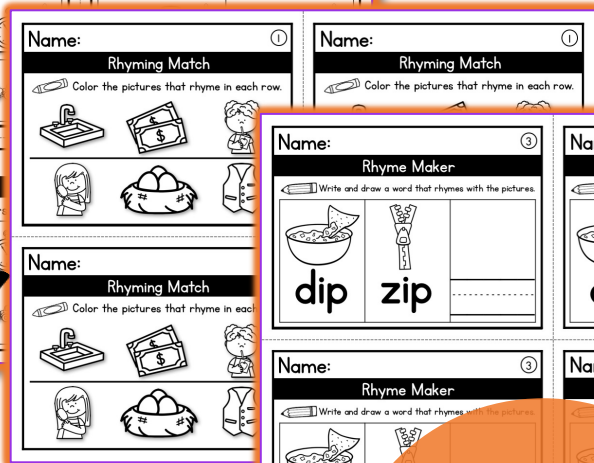 Name: 1
Rhyming Match
Color the pictures that rhyme in each row.
$
$
Name: 1
Rhyming Match
Color the pictures that rhyme in each row.
Name: 3
Rhyme Maker
Write and draw a word that rhymes with the pictures.
dip zip
Na
Name:
Rhyming Match
Color the pictures that rhyme in each
$
$
Name: 3
Rhyme Maker
Write and draw a word that rhymes with the pictures.
Na